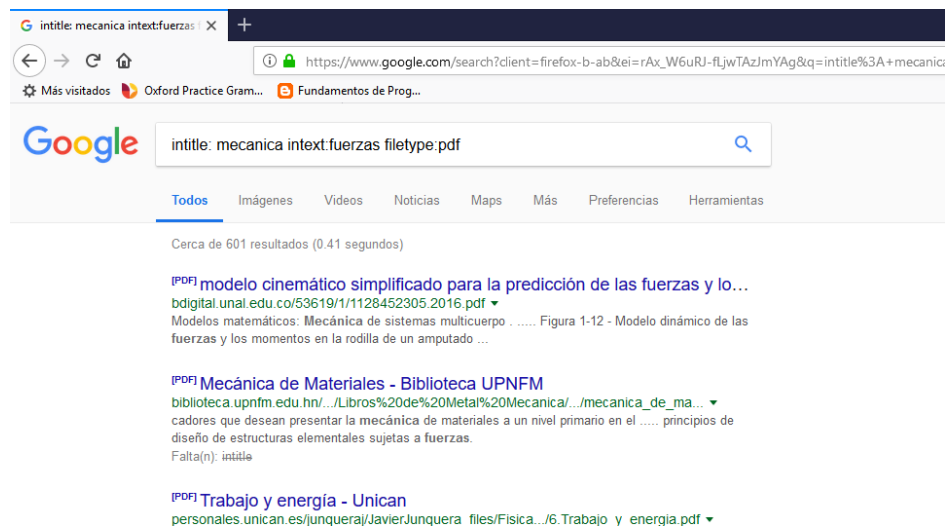 intitle: mecanica intext:fuerzas
https://www.google.com/search?client=firefox-b-ab&ei=rAx_W6uRJ-fLjwTAzJmYAg&q=intitle%3A+mecanica
Más visitados Oxford Practice Gram... Fundamentos de Prog...
Google
intitle: mecanica intext:fuerzas filetype:pdf
Todos Imágenes Videos Noticias Maps Más Preferencias Herramientas
Cerca de 601 resultados (0.41 segundos)
[PDF] modelo cinemático simplificado para la predicción de las fuerzas y lo...
bdigital.unal.edu.co/53619/1/1128452305.2016.pdf
Modelos matemáticos: Mecánica de sistemas multicuerpo . ..... Figura 1-12 - Modelo dinámico de las
fuerzas y los momentos en la rodilla de un amputado ...
[PDF] Mecánica de Materiales - Biblioteca UPNFM
biblioteca.upnfm.edu.hn/.../Libros%20de%20Metal%20Mecanica/.../mecanica_de_ma...
cadores que desean presentar la mecánica de materiales a un nivel primario en el ..... principios de
diseño de estructuras elementales sujetas a fuerzas.
Falta(n): intitle
[PDF] Trabajo y energía - Unican
personales.unican.es/junqueraj/JavierJunquera_files/Fisica.../6.Trabajo_y_energia.pdf